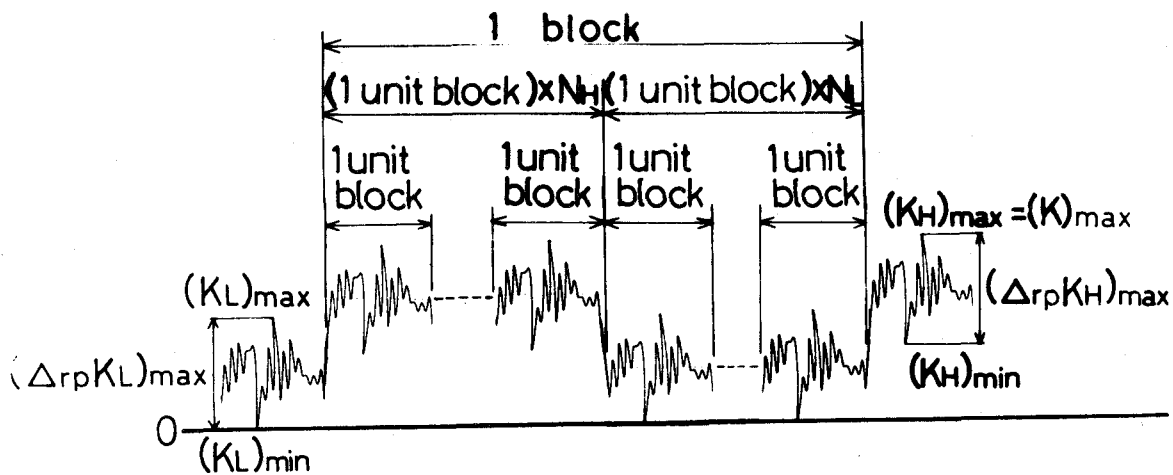 1 block
(1 unit block)×NH
(1 unit block)×NL
1 unit
block
1 unit
block
1 unit
block
1 unit
block
(KH)max=(K)max
(KL)max
(ΔrpKH)max
(ΔrpKL)max
(KH)min
0
(KL)min